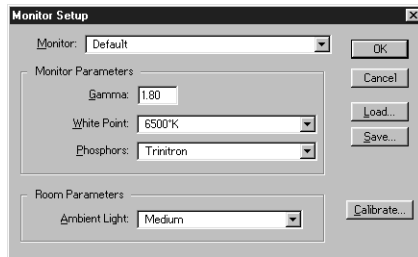 Monitor Setup
Monitor: Default
OK
Cancel
Load...
Save...
Calibrate...
Monitor Parameters
Gamma: 1.80
White Point: 6500°K
Phosphors: Trinitron
Room Parameters
Ambient Light: Medium